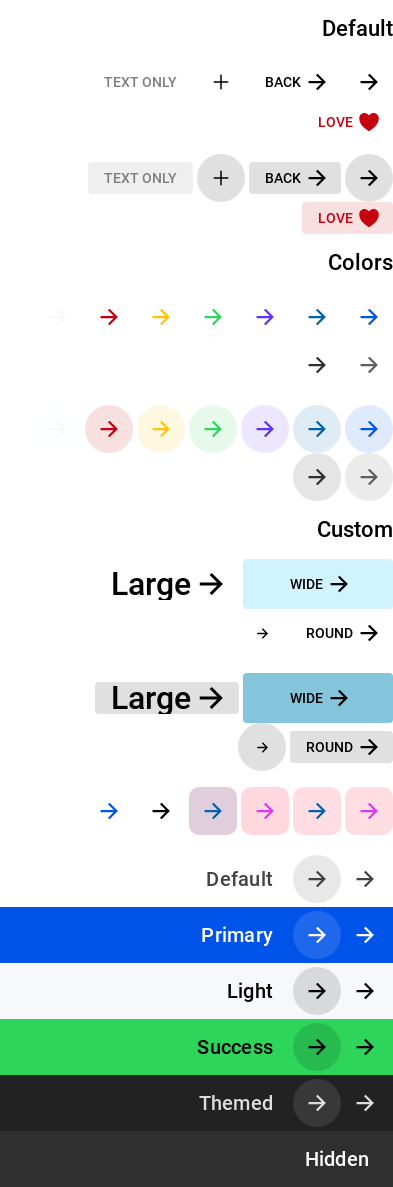 Default
TEXT ONLY BACK
LOVE
TEXT ONLY BACK
LOVE
Colors
Custom
Large WIDE
ROUND
Large WIDE
ROUND
Default
Primary
Light
Success
Themed
Hidden